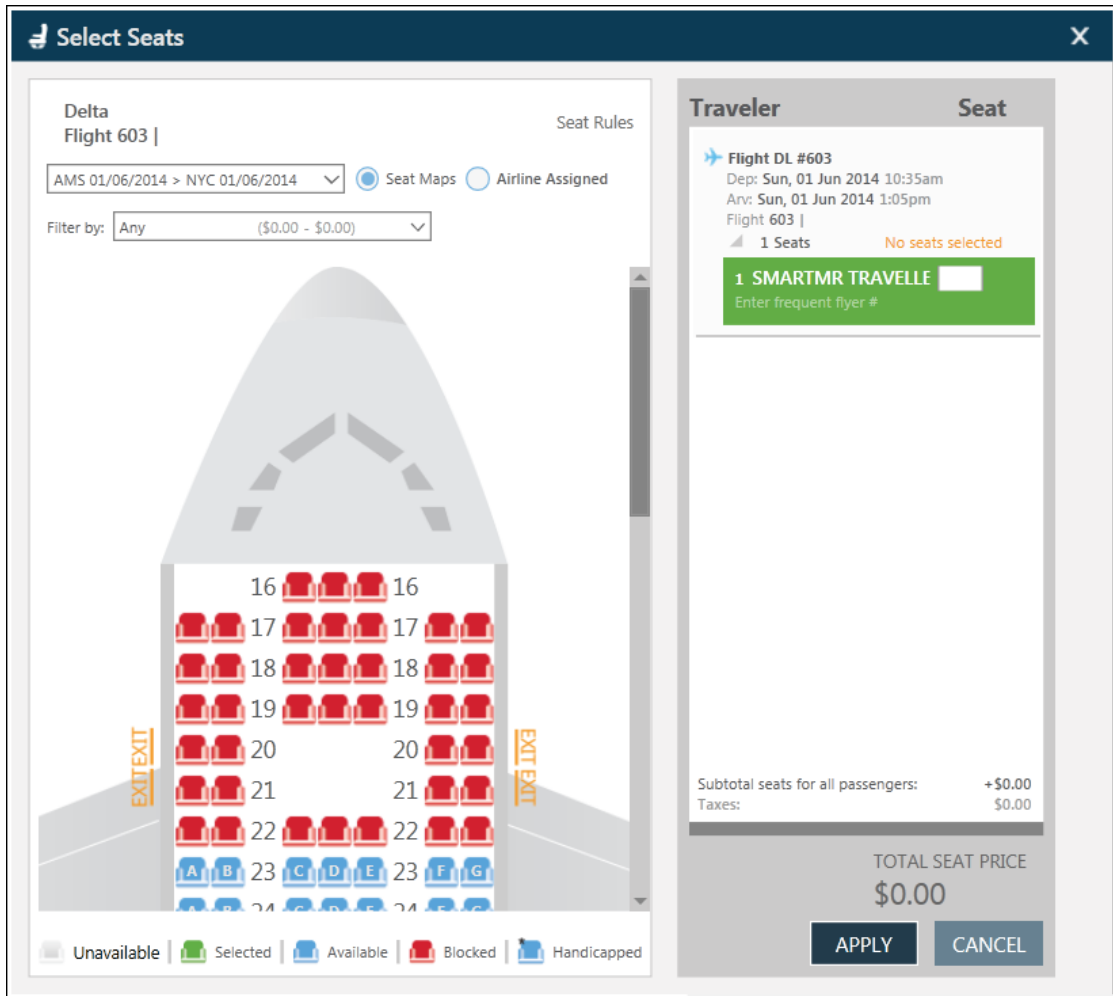 Select Seats X
Delta
Flight 603 |
Seat Rules
AMS 01/06/2014 > NYC 01/06/2014 Seat Maps Airline Assigned
Filter by: Any ($0.00 - $0.00)
16 16
17 17
18 18
19 19
EXIT EXIT 20 20 EXIT EXIT
21 21
22 22
A B 23 C D E 23 F G
A B 24 C D E 24 F G
Unavailable | Selected | Available | Blocked | Handicapped
Traveler Seat
Flight DL #603
Dep: Sun, 01 Jun 2014 10:35am
Arv: Sun, 01 Jun 2014 1:05pm
Flight 603 |
1 Seats No seats selected
1 SMARTMR TRAVELLE
Enter frequent flyer #
Subtotal seats for all passengers: +$0.00
Taxes: $0.00
TOTAL SEAT PRICE
$0.00
APPLY CANCEL